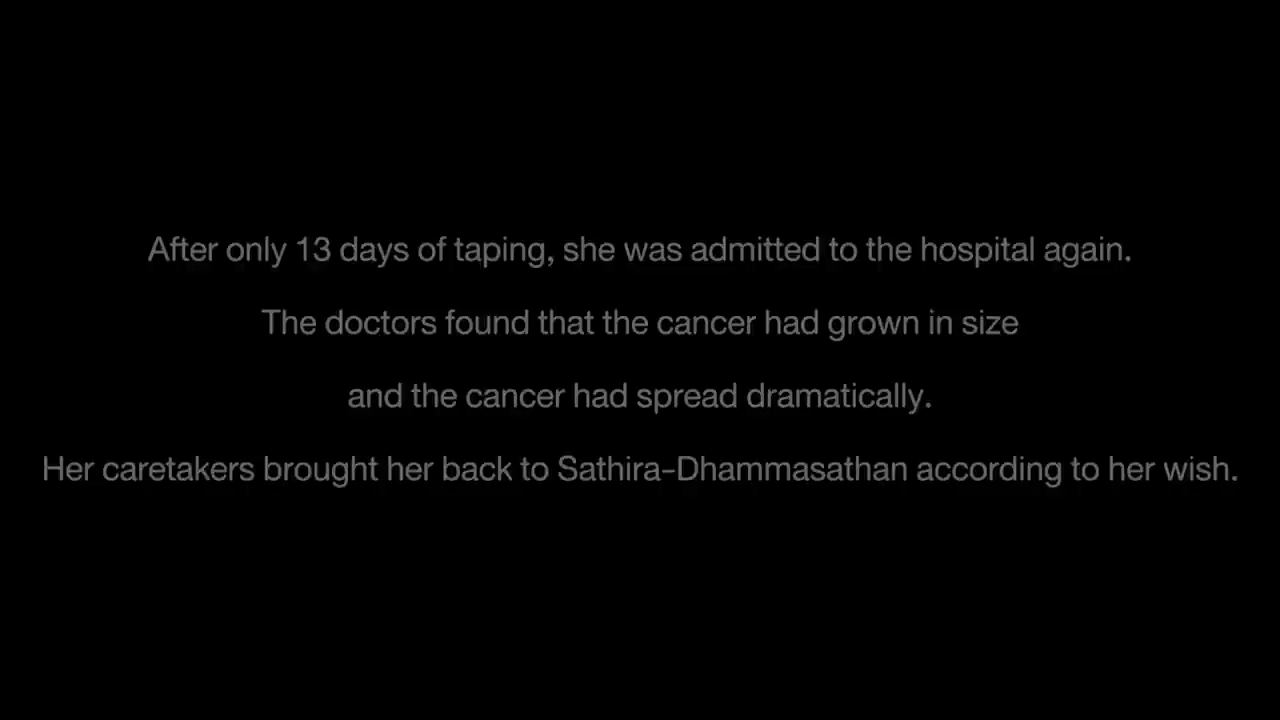 After only 13 days of taping, she was admitted to the hospital again.
The doctors found that the cancer had grown in size
and the cancer had spread dramatically.
Her caretakers brought her back to Sathira-Dhammasathan according to her wish.